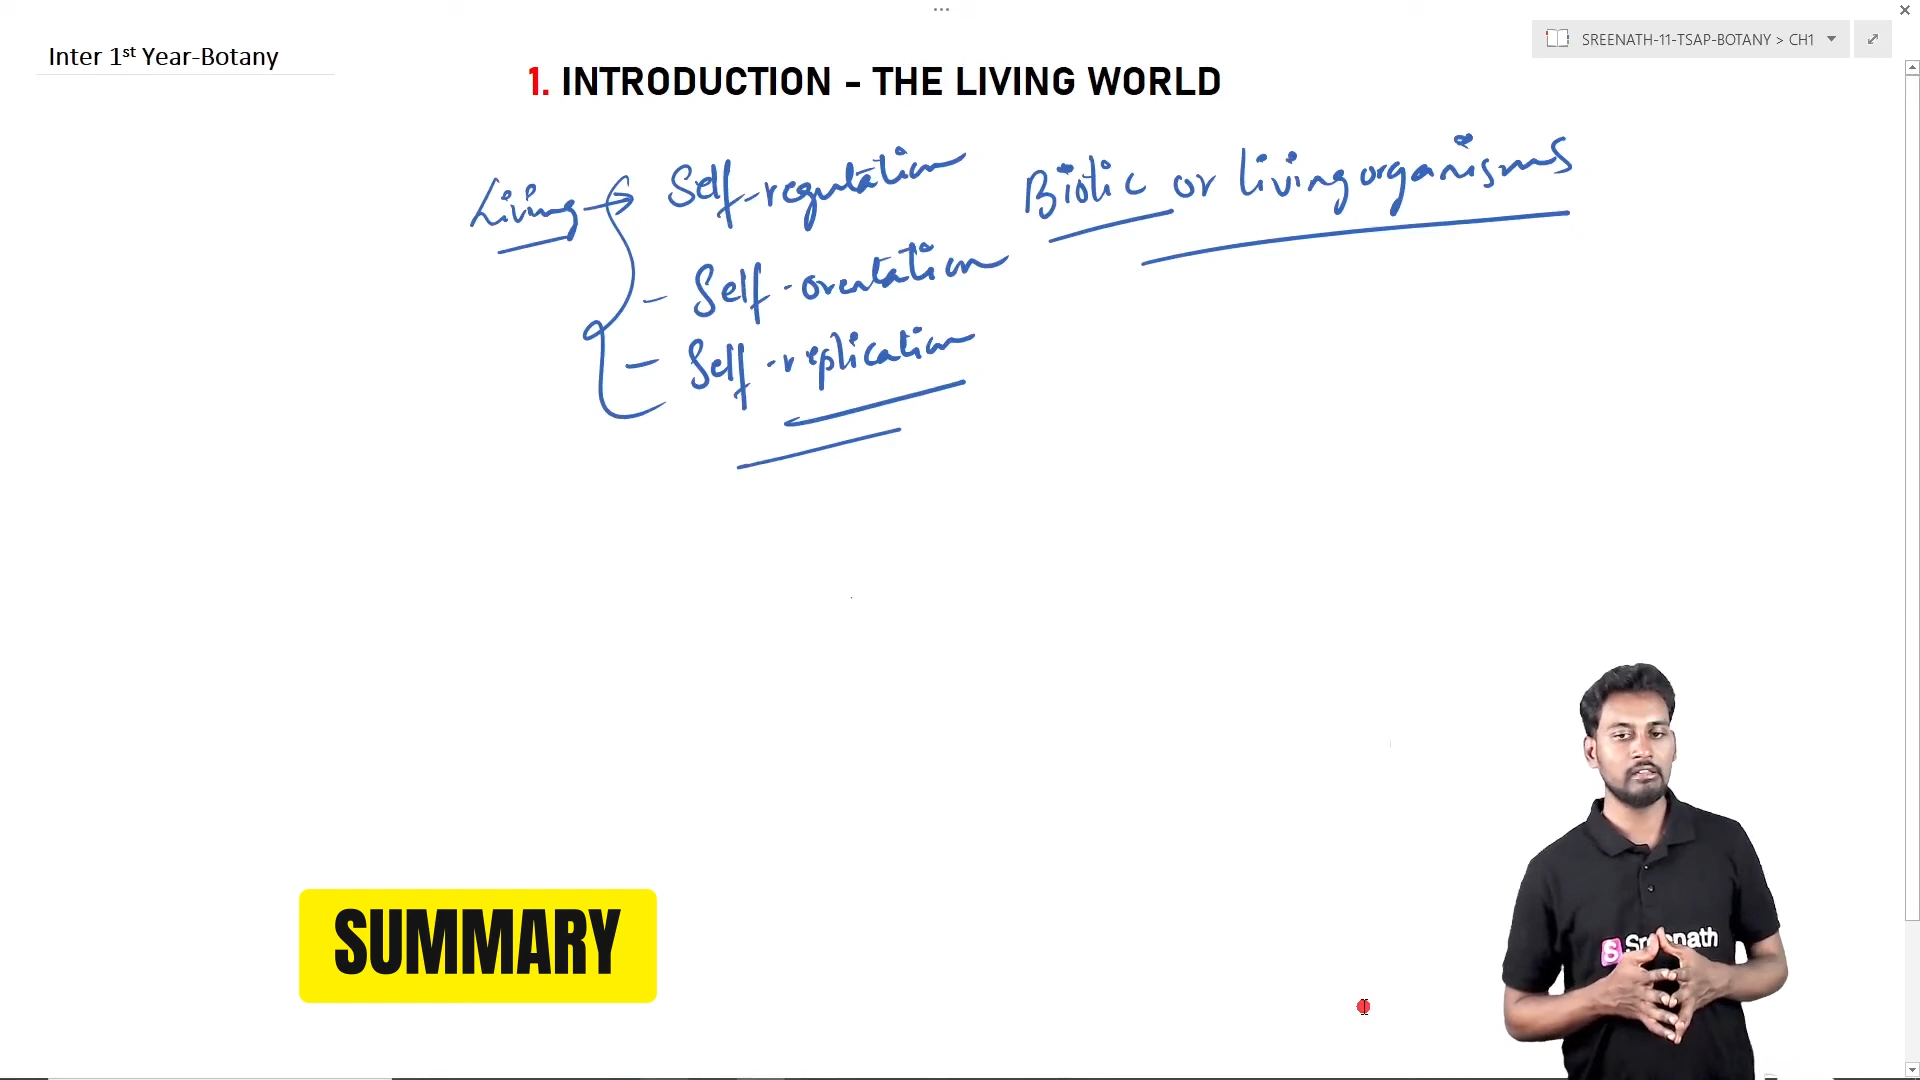 Inter 1st Year-Botany
SREENATH-11-TSAP-BOTANY > CH1
1. INTRODUCTION - THE LIVING WORLD
Living → Self-regulation
Biotic or living organisms
- Self-orentation
- Self-replication
SUMMARY